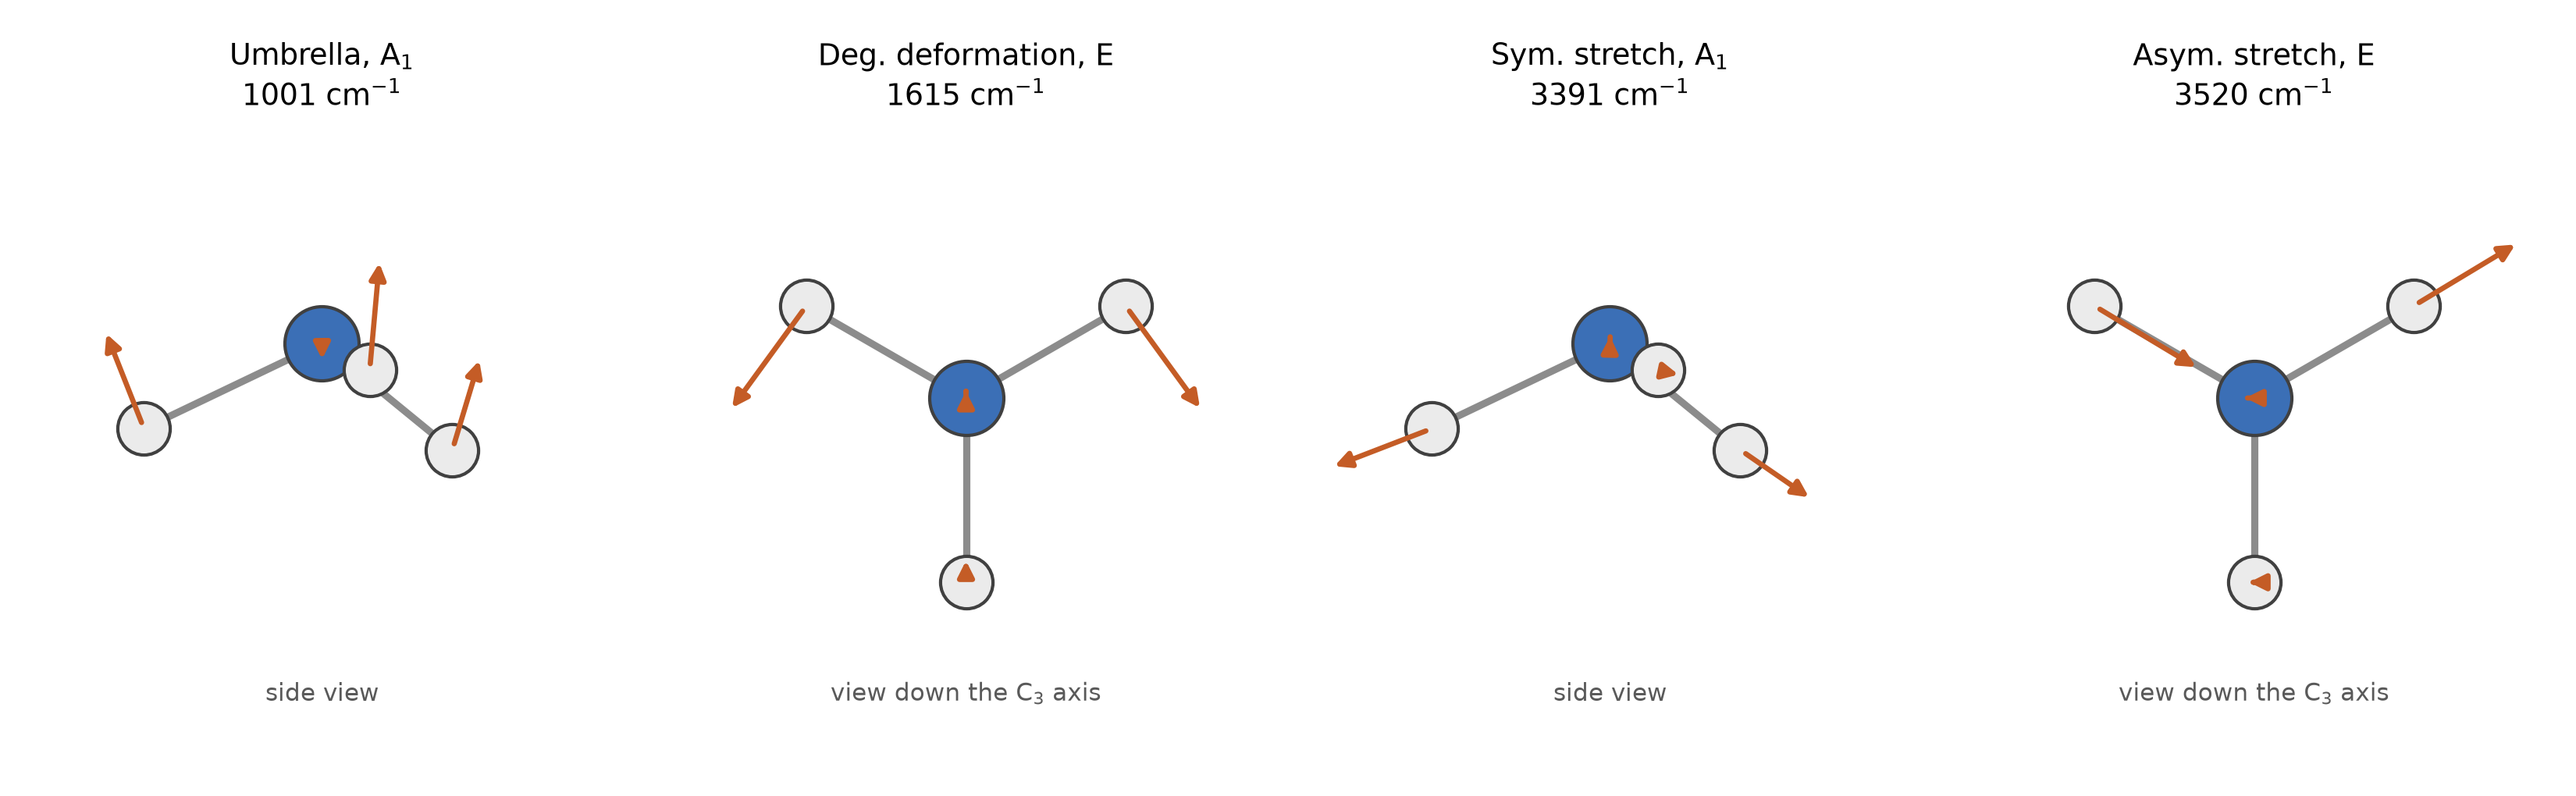 Umbrella, A₁
1001 cm⁻¹
Deg. deformation, E
1615 cm⁻¹
Sym. stretch, A₁
3391 cm⁻¹
Asym. stretch, E
3520 cm⁻¹
side view
view down the C₃ axis
side view
view down the C₃ axis